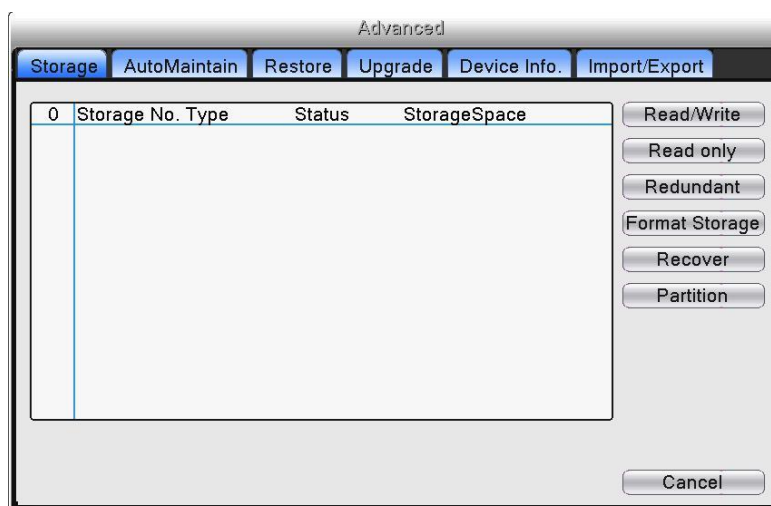 Advanced
Storage AutoMaintain Restore Upgrade Device Info. Import/Export
0 Storage No. Type Status StorageSpace
Read/Write
Read only
Redundant
Format Storage
Recover
Partition
Cancel